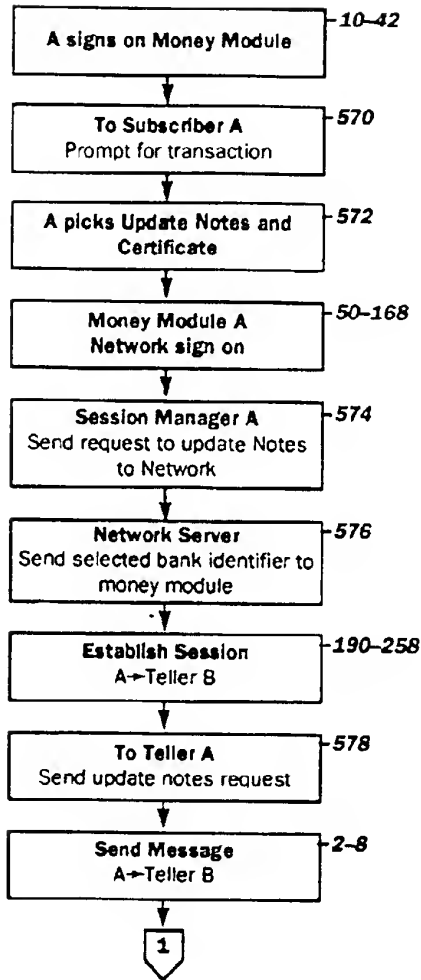 A signs on Money Module
10–42
To Subscriber A
Prompt for transaction
570
A picks Update Notes and
Certificate
572
Money Module A
Network sign on
50–168
Session Manager A
Send request to update Notes
to Network
574
Network Server
Send selected bank identifier to
money module
576
Establish Session
A→Teller B
190–258
To Teller A
Send update notes request
578
Send Message
A→Teller B
2–8
1